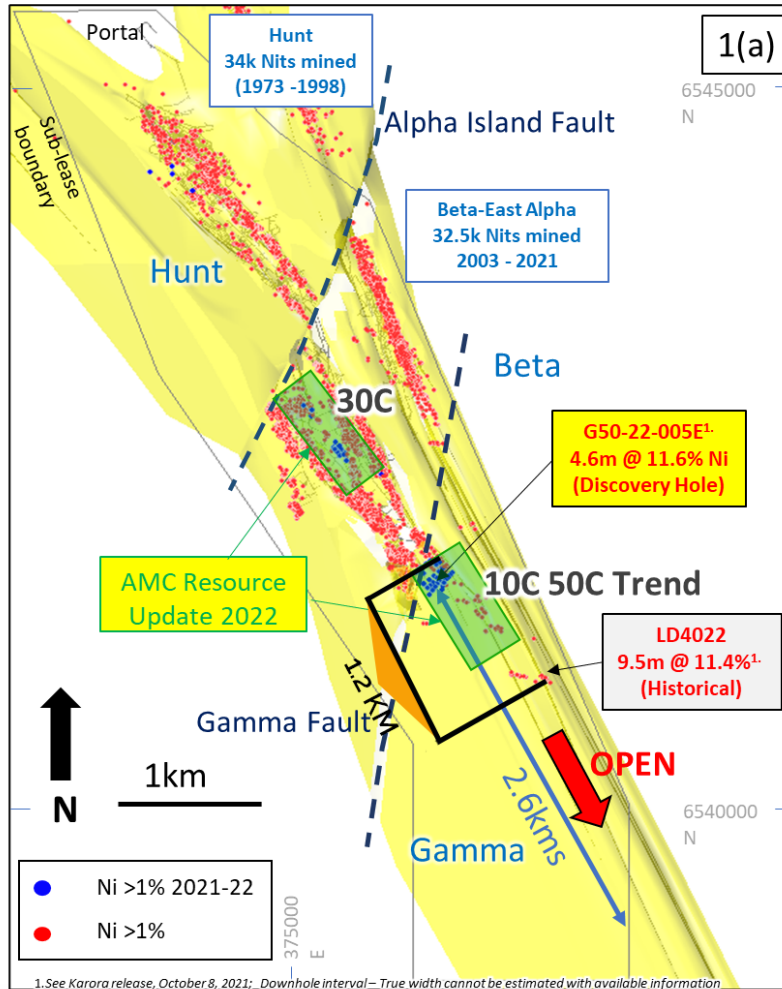 Portal
Hunt
34k Nits mined
(1973 -1998)
1(a)
6545000
N
Alpha Island Fault
Sub-lease
boundary
Beta-East Alpha
32.5k Nits mined
2003 - 2021
Hunt
Beta
30C
G50-22-005E1.
4.6m @ 11.6% Ni
(Discovery Hole)
AMC Resource
Update 2022
10C 50C Trend
LD4022
9.5m @ 11.4%1.
(Historical)
1.2 KM
Gamma Fault
N
1km
OPEN
2.6kms
6540000
N
Gamma
Ni >1% 2021-22
Ni >1%
375000
E
1.See Karora release, October 8, 2021; Downhole interval – True width cannot be estimated with available information